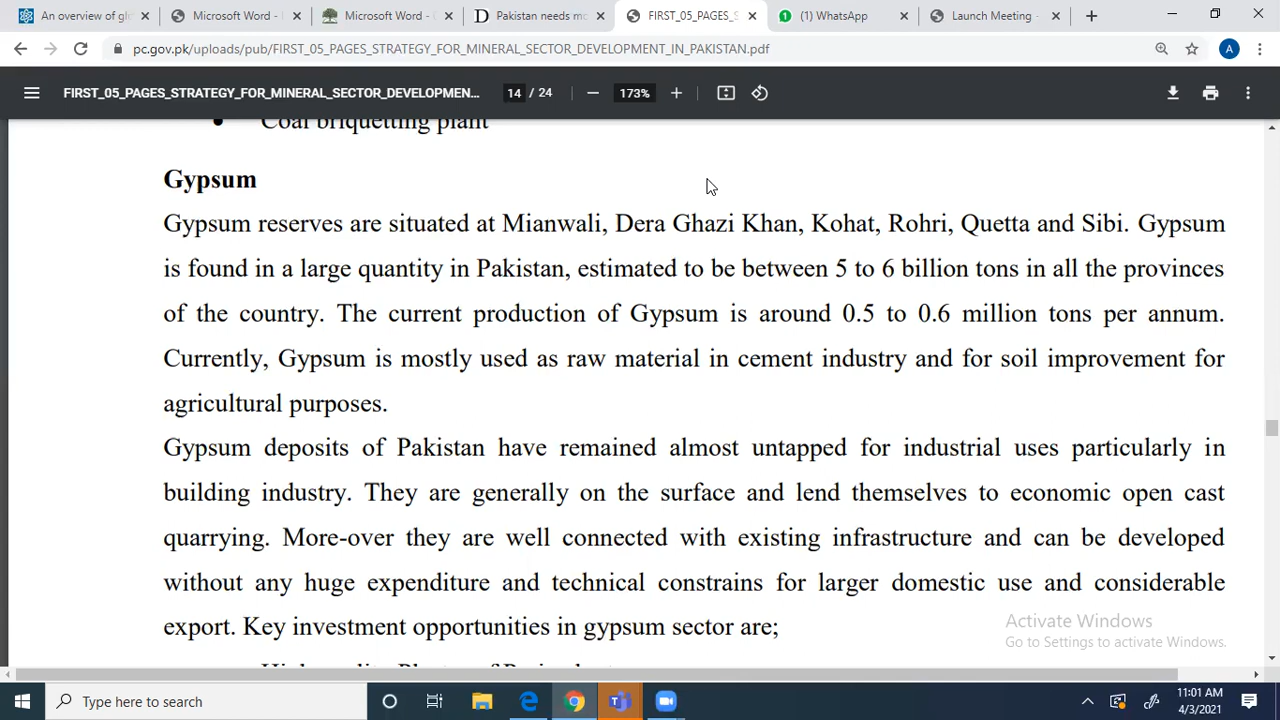 An overview of gl
Microsoft Word -
Microsoft Word - D
Pakistan needs mo
FIRST_05_PAGES_S
(1) WhatsApp
Launch Meeting -
pc.gov.pk/uploads/pub/FIRST_05_PAGES_STRATEGY_FOR_MINERAL_SECTOR_DEVELOPMENT_IN_PAKISTAN.pdf
A
FIRST_05_PAGES_STRATEGY_FOR_MINERAL_SECTOR_DEVELOPMEN...
14 / 24
173%
• Coal briquetting plant
Gypsum
Gypsum reserves are situated at Mianwali, Dera Ghazi Khan, Kohat, Rohri, Quetta and Sibi. Gypsum
is found in a large quantity in Pakistan, estimated to be between 5 to 6 billion tons in all the provinces
of the country. The current production of Gypsum is around 0.5 to 0.6 million tons per annum.
Currently, Gypsum is mostly used as raw material in cement industry and for soil improvement for
agricultural purposes.
Gypsum deposits of Pakistan have remained almost untapped for industrial uses particularly in
building industry. They are generally on the surface and lend themselves to economic open cast
quarrying. More-over they are well connected with existing infrastructure and can be developed
without any huge expenditure and technical constrains for larger domestic use and considerable
export. Key investment opportunities in gypsum sector are;
Activate Windows
Go to Settings to activate Windows.
Type here to search
11:01 AM
4/3/2021